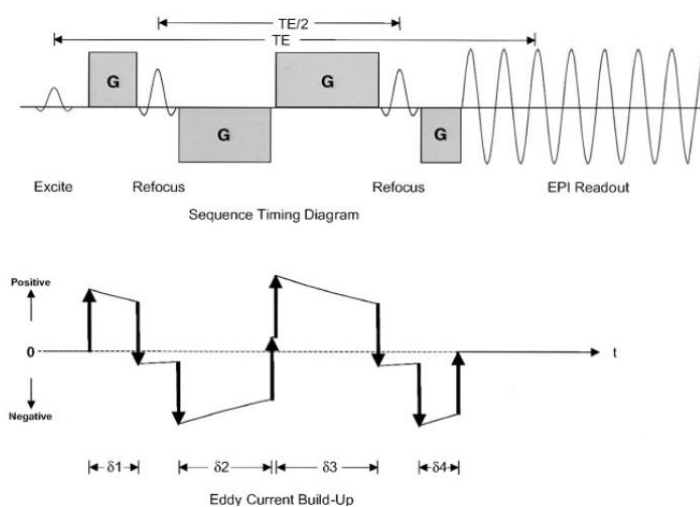 TE/2
TE
G
G
G
G
Excite
Refocus
Refocus
EPI Readout
Sequence Timing Diagram
Positive
0
t
Negative
δ1
δ2
δ3
δ4
Eddy Current Build-Up